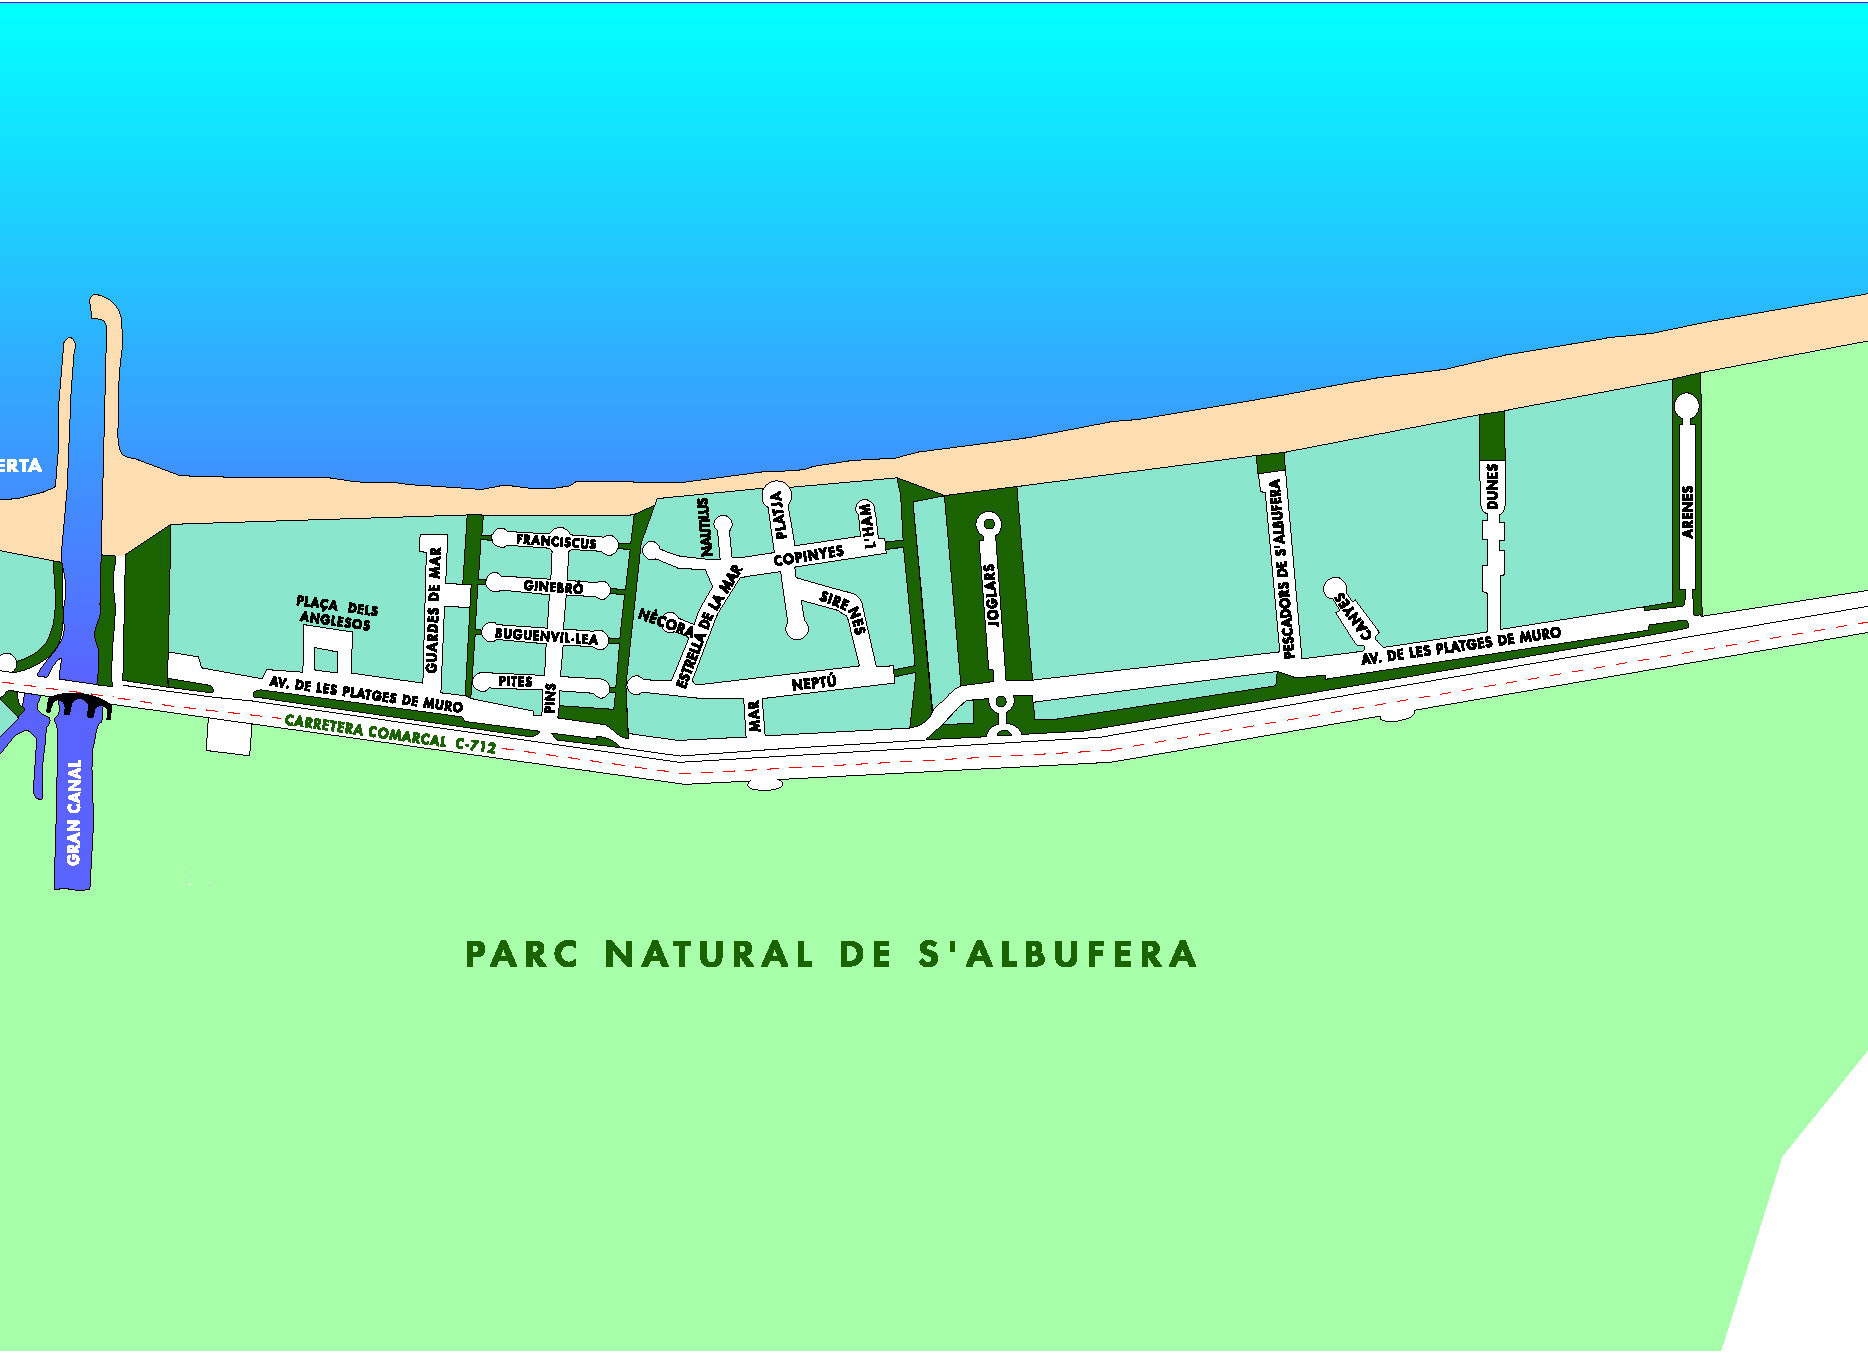 ERTA
NAUTILUS
PLATJA
L'HAM
COPINYES
FRANCISCUS
GINEBRÒ
BUGUENVIL·LEA
PITES
PINS
GUARDES DE MAR
PLAÇA DELS
ANGLESOS
NÈCORA
ESTRELLA DE LA MAR
SIRENES
NEPTÚ
MAR
JOGLARS
PESCADORS DE S'ALBUFERA
CANYES
DUNES
ARENES
AV. DE LES PLATGES DE MURO
AV. DE LES PLATGES DE MURO
CARRETERA COMARCAL C-712
GRAN CANAL
PARC NATURAL DE S'ALBUFERA